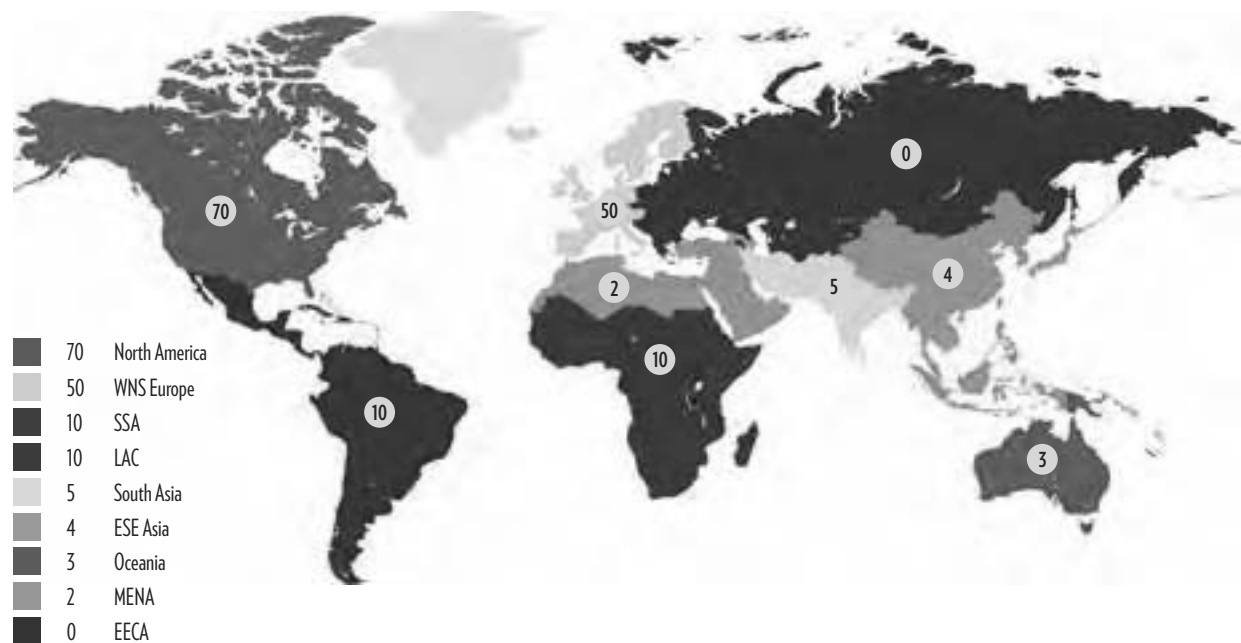 0
70
50
4
2
5
10
10
3
70 North America
50 WNS Europe
10 SSA
10 LAC
5 South Asia
4 ESE Asia
3 Oceania
2 MENA
0 EECA